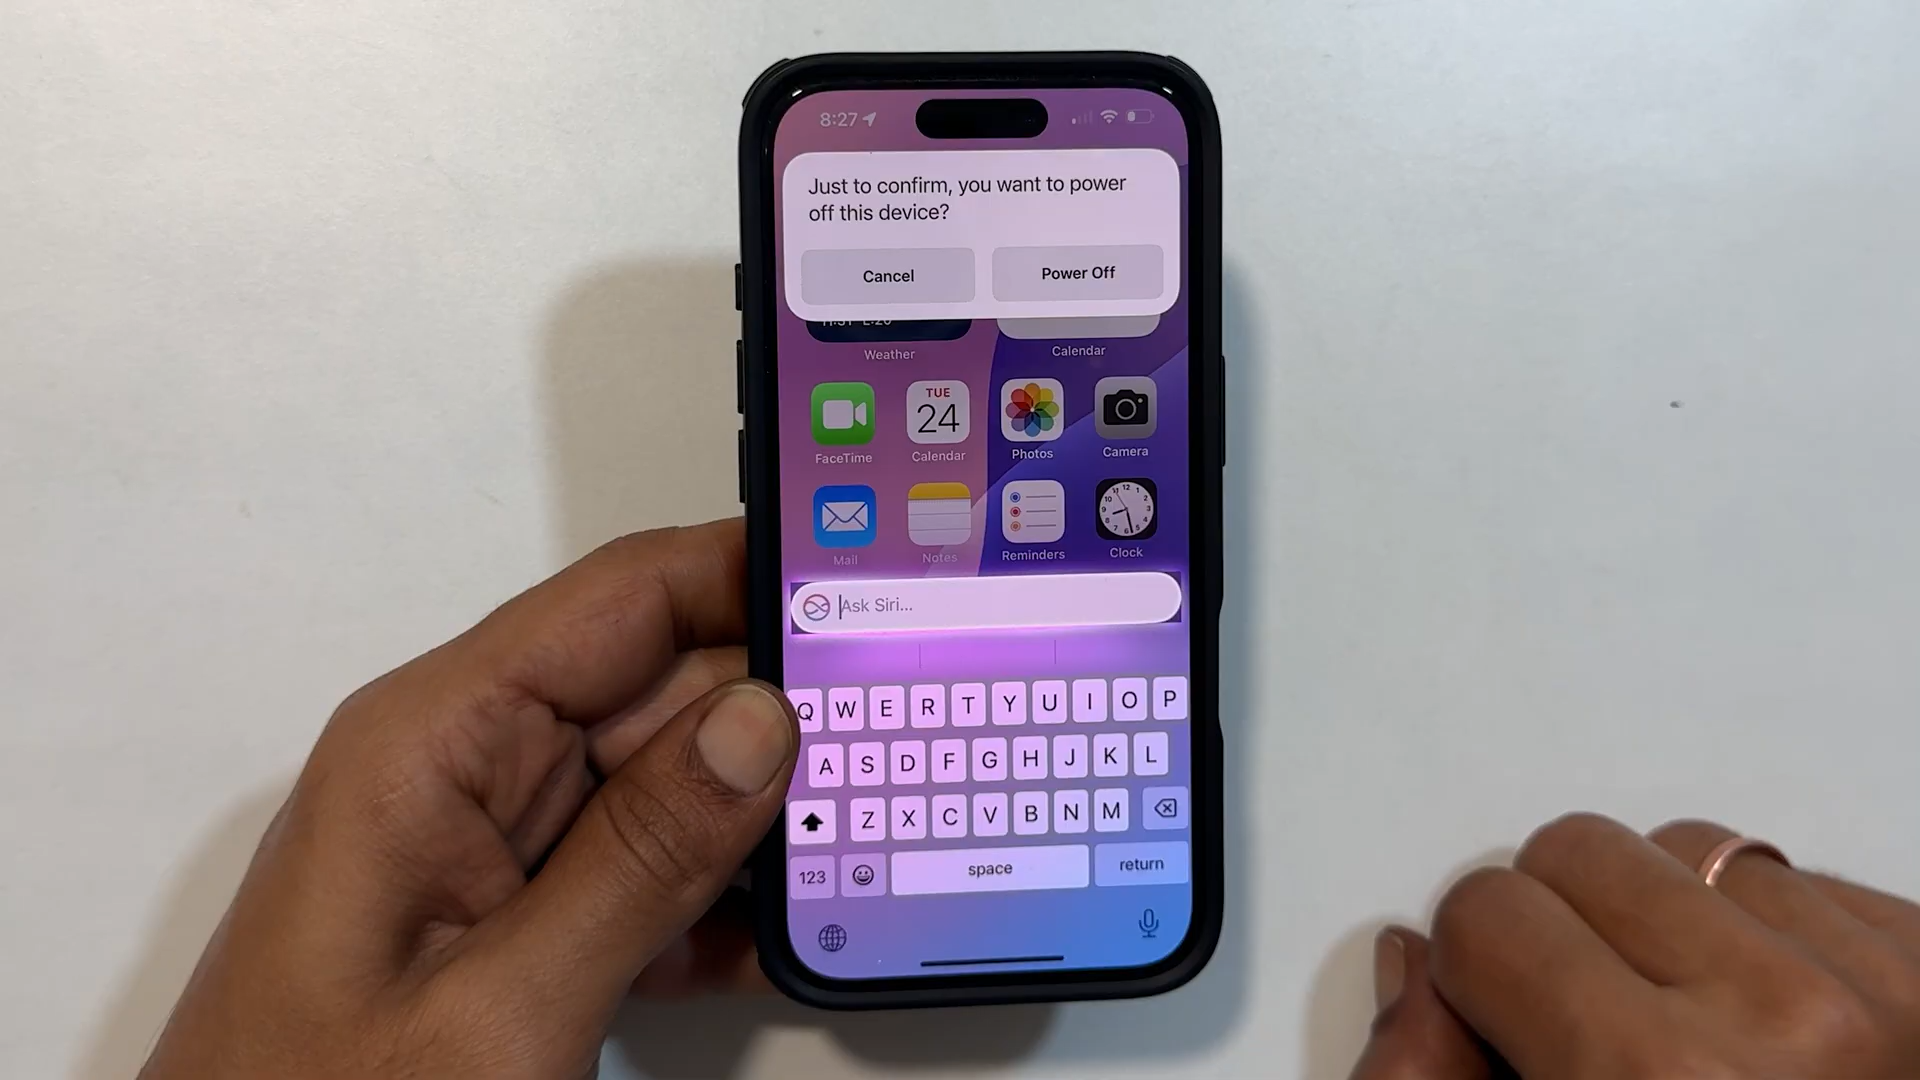 8:27
Just to confirm, you want to power
off this device?
Cancel Power Off
Weather Calendar
TUE
24
FaceTime Calendar Photos Camera
Mail Notes Reminders Clock
Ask Siri...
Q W E R T Y U I O P
A S D F G H J K L
Z X C V B N M
123 space return